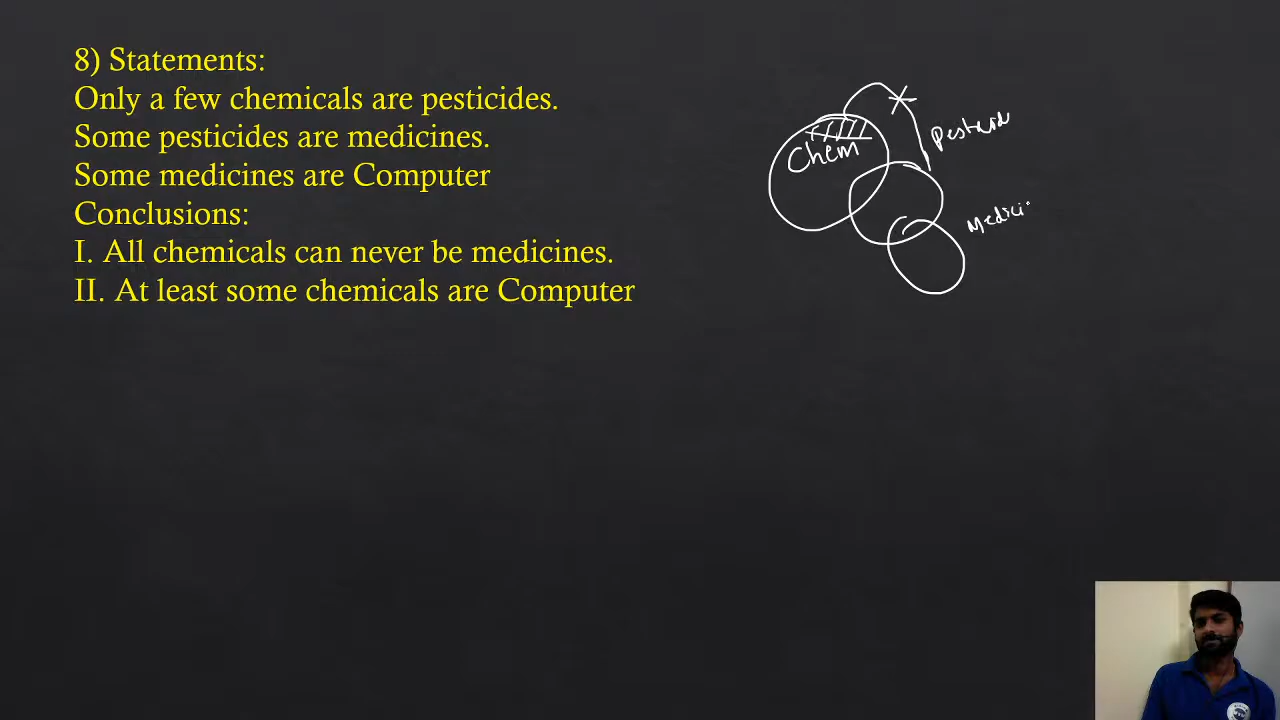 8) Statements:
Only a few chemicals are pesticides.
Some pesticides are medicines.
Some medicines are Computer
Conclusions:
I. All chemicals can never be medicines.
II. At least some chemicals are Computer
Chem
Medici